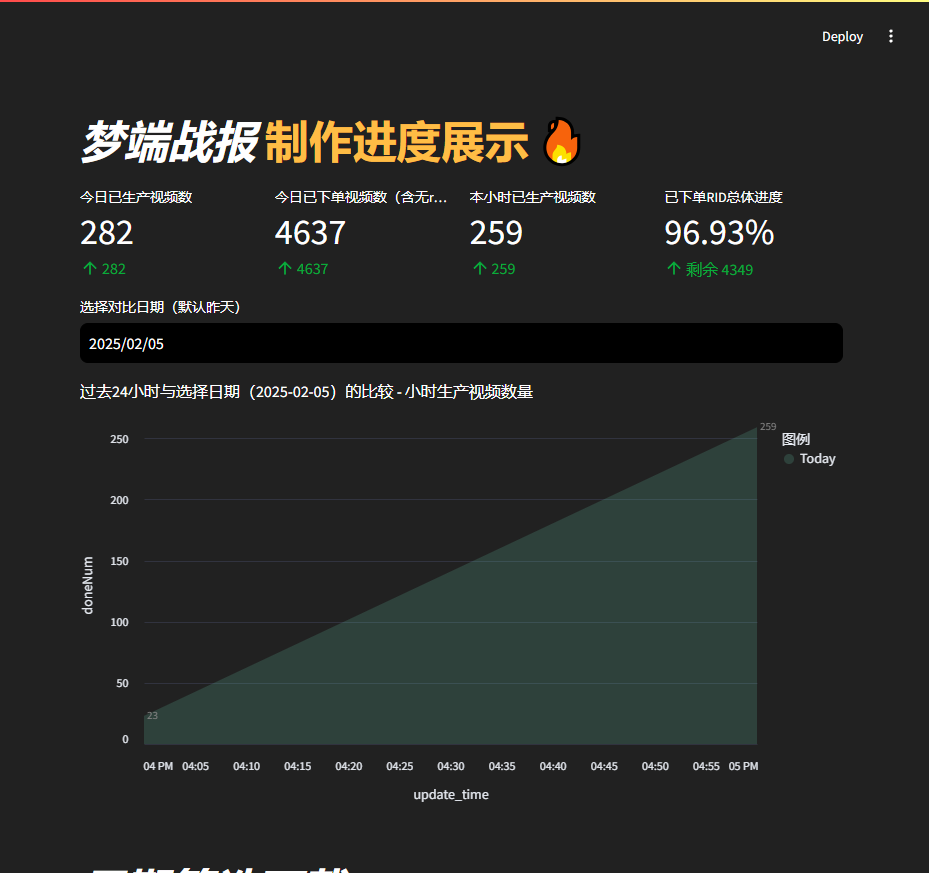 Deploy
梦端战报 制作进度展示
今日已生产视频数
282
282
今日已下单视频数（含无r...
4637
4637
本小时已生产视频数
259
259
已下单RID总体进度
96.93%
剩余 4349
选择对比日期（默认昨天）
2025/02/05
过去24小时与选择日期（2025-02-05）的比较 - 小时生产视频数量
图例
Today
doneNum
250
200
150
100
50
0
259
23
04 PM 04:05 04:10 04:15 04:20 04:25 04:30 04:35 04:40 04:45 04:50 04:55 05 PM
update_time